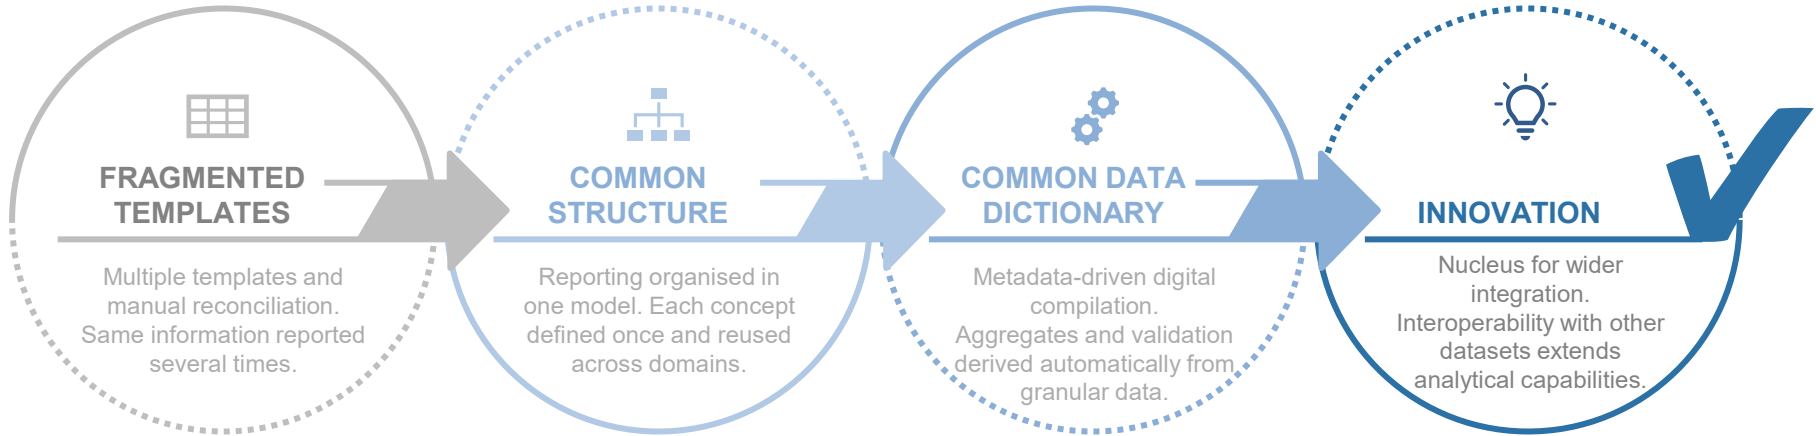 FRAGMENTED
TEMPLATES
Multiple templates and
manual reconciliation.
Same information reported
several times.
COMMON
STRUCTURE
Reporting organised in
one model. Each concept
defined once and reused
across domains.
COMMON DATA
DICTIONARY
Metadata-driven digital
compilation.
Aggregates and validation
derived automatically from
granular data.
INNOVATION
Nucleus for wider
integration.
Interoperability with other
datasets extends
analytical capabilities.